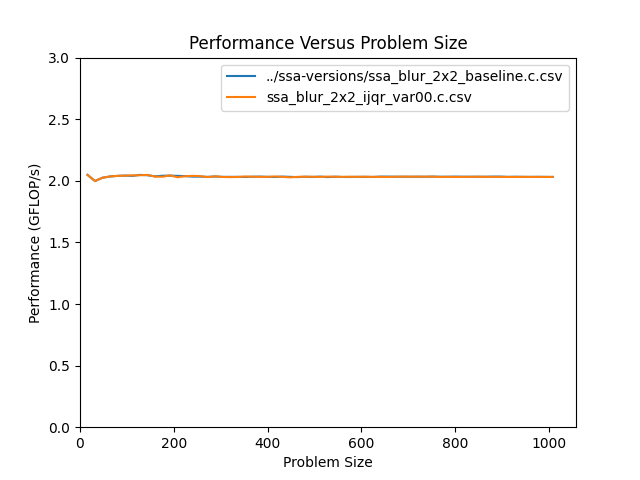 Performance Versus Problem Size
../ssa-versions/ssa_blur_2x2_baseline.c.csv
ssa_blur_2x2_ijqr_var00.c.csv
Performance (GFLOP/s)
3.0
2.5
2.0
1.5
1.0
0.5
0.0
0 200 400 600 800 1000
Problem Size